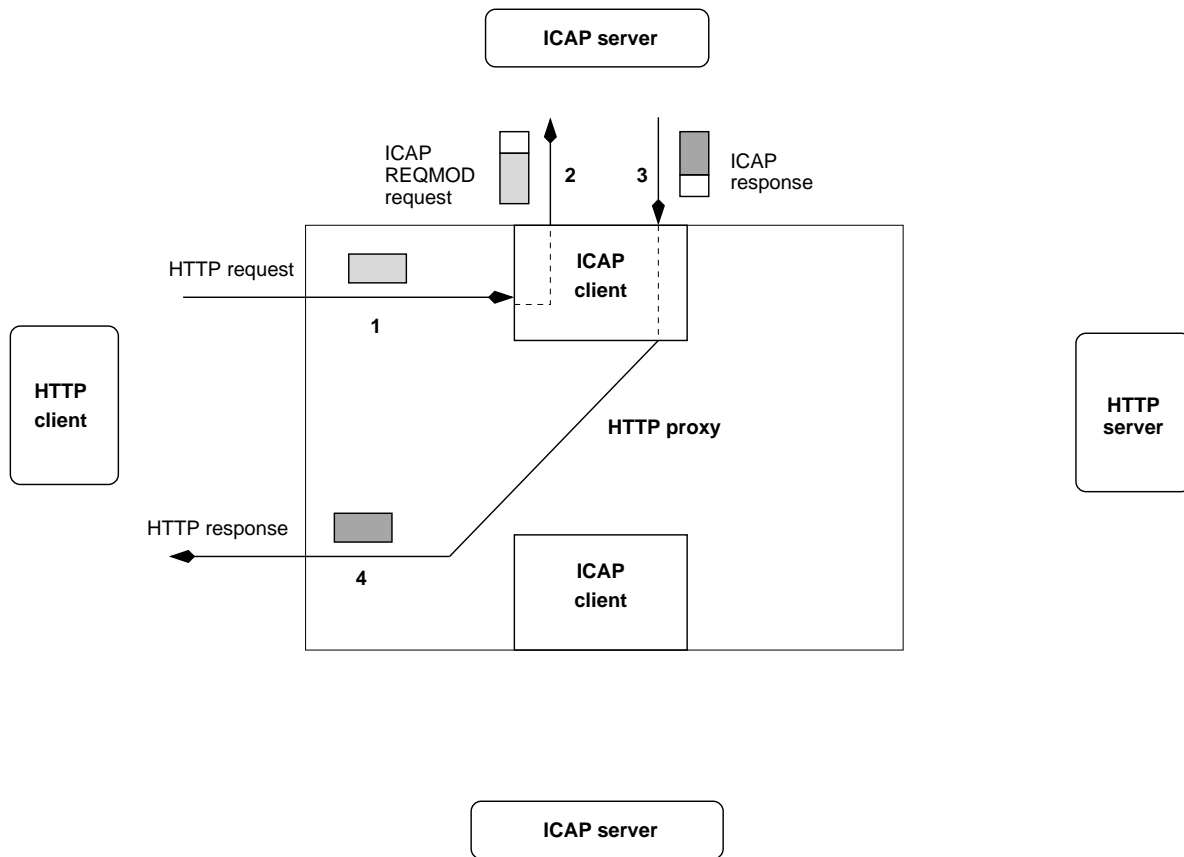 ICAP server
ICAP
REQMOD
request
2
3
ICAP
response
HTTP request
1
ICAP
client
HTTP
client
HTTP proxy
HTTP
server
HTTP response
4
ICAP
client
ICAP server